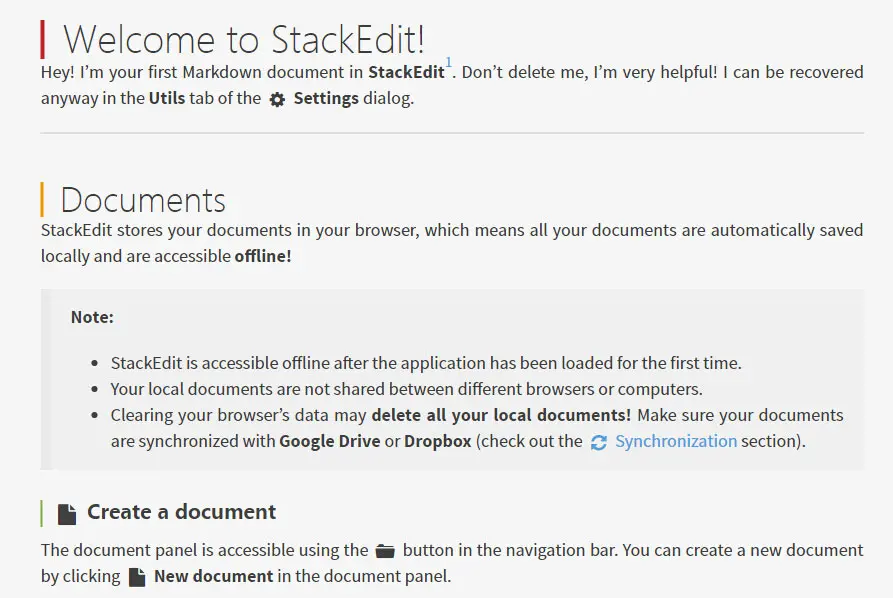 Welcome to StackEdit!
Hey! I’m your first Markdown document in StackEdit1. Don’t delete me, I’m very helpful! I can be recovered
anyway in the Utils tab of the Settings dialog.
Documents
StackEdit stores your documents in your browser, which means all your documents are automatically saved
locally and are accessible offline!
Note:
• StackEdit is accessible offline after the application has been loaded for the first time.
• Your local documents are not shared between different browsers or computers.
• Clearing your browser’s data may delete all your local documents! Make sure your documents
are synchronized with Google Drive or Dropbox (check out the Synchronization section).
Create a document
The document panel is accessible using the button in the navigation bar. You can create a new document
by clicking New document in the document panel.